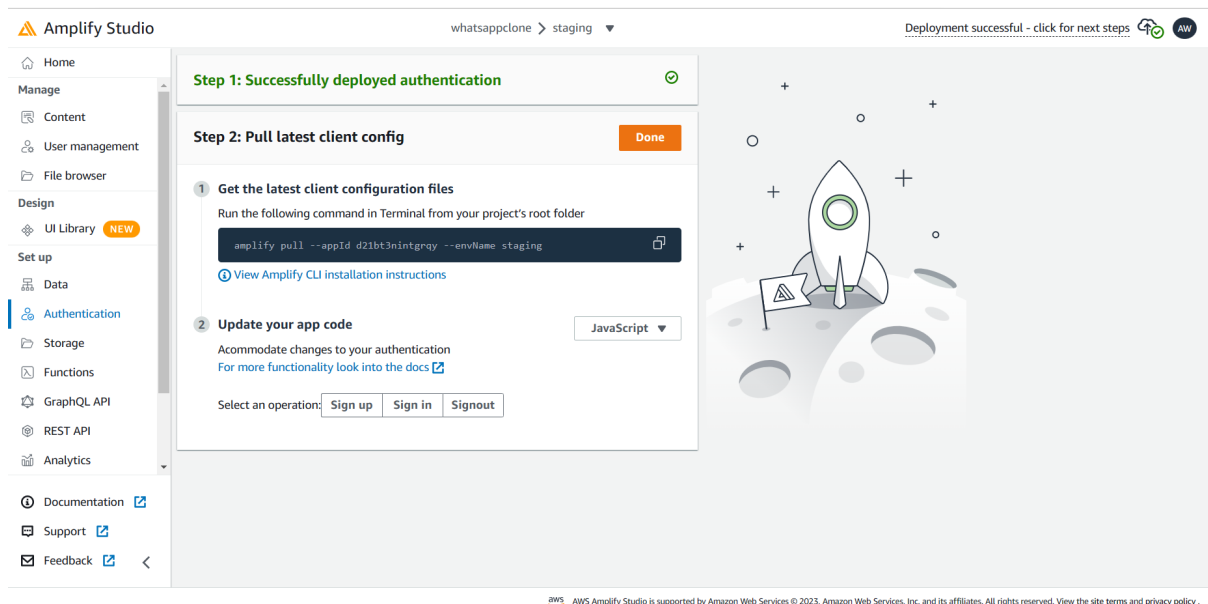 Amplify Studio
whatsappclone > staging ▼
Deployment successful - click for next steps
AW
Home
Manage
Content
User management
File browser
Design
UI Library NEW
Set up
Data
Authentication
Storage
Functions
GraphQL API
REST API
Analytics
Documentation
Support
Feedback
Step 1: Successfully deployed authentication
Step 2: Pull latest client config
Done
1 Get the latest client configuration files
Run the following command in Terminal from your project's root folder
amplify pull --appId d21bt3nintgrqy --envName staging
View Amplify CLI installation instructions
2 Update your app code
JavaScript ▼
Acommodate changes to your authentication
For more functionality look into the docs
Select an operation: Sign up Sign in Signout
aws AWS Amplify Studio is supported by Amazon Web Services © 2023. Amazon Web Services, Inc. and its affiliates. All rights reserved. View the site terms and privacy policy .